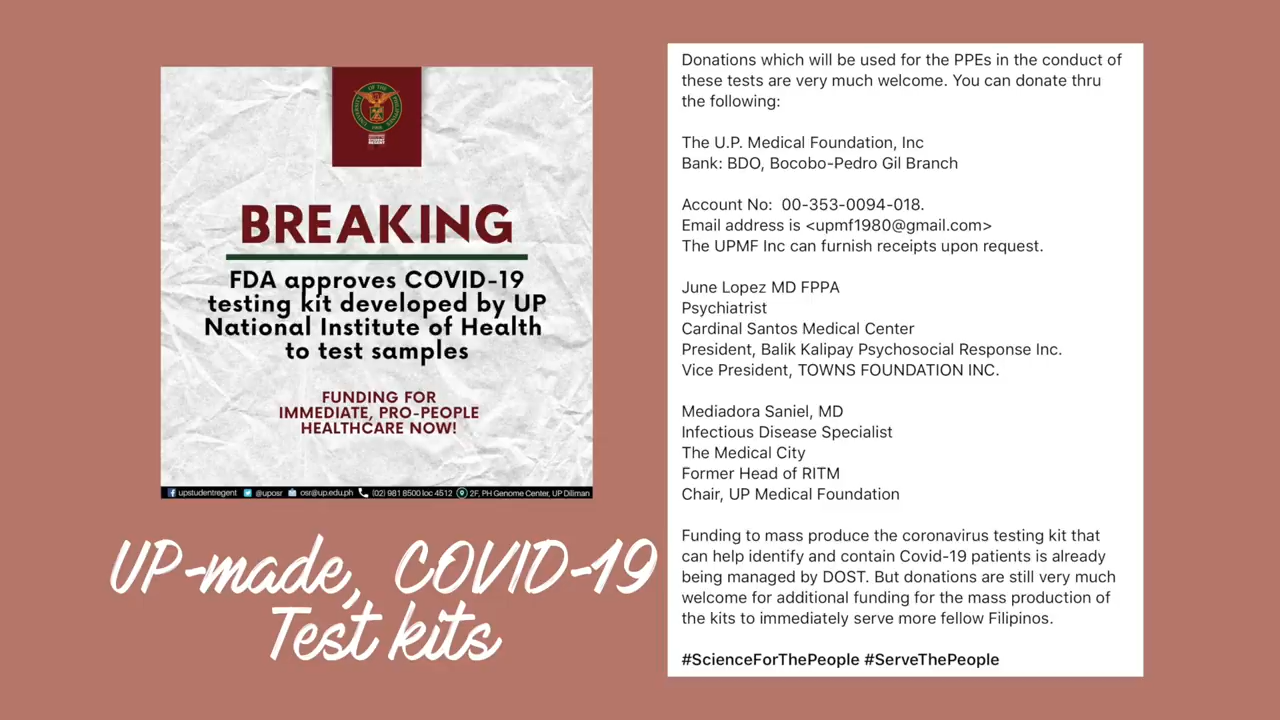 BREAKING
FDA approves COVID-19
testing kit developed by UP
National Institute of Health
to test samples
FUNDING FOR
IMMEDIATE, PRO-PEOPLE
HEALTHCARE NOW!
upstudentregent @uposr osr@up.edu.ph (02) 981 8500 loc 4512 2F, PH Genome Center, UP Diliman
UP-made, COVID-19
Test kits
Donations which will be used for the PPEs in the conduct of
these tests are very much welcome. You can donate thru
the following:
The U.P. Medical Foundation, Inc
Bank: BDO, Bocobo-Pedro Gil Branch
Account No:  00-353-0094-018.
Email address is <upmf1980@gmail.com>
The UPMF Inc can furnish receipts upon request.
June Lopez MD FPPA
Psychiatrist
Cardinal Santos Medical Center
President, Balik Kalipay Psychosocial Response Inc.
Vice President, TOWNS FOUNDATION INC.
Mediadora Saniel, MD
Infectious Disease Specialist
The Medical City
Former Head of RITM
Chair, UP Medical Foundation
Funding to mass produce the coronavirus testing kit that
can help identify and contain Covid-19 patients is already
being managed by DOST. But donations are still very much
welcome for additional funding for the mass production of
the kits to immediately serve more fellow Filipinos.
#ScienceForThePeople #ServeThePeople